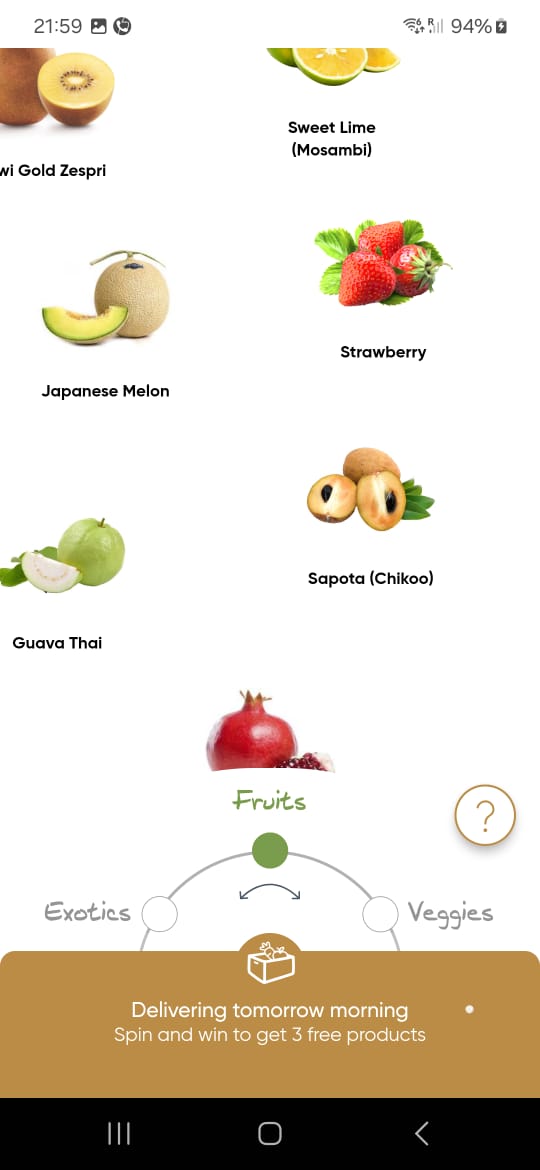 21:59
94%
Sweet Lime
(Mosambi)
wi Gold Zespri
Strawberry
Japanese Melon
Sapota (Chikoo)
Guava Thai
Fruits
?
Exotics
Veggies
Delivering tomorrow morning
Spin and win to get 3 free products